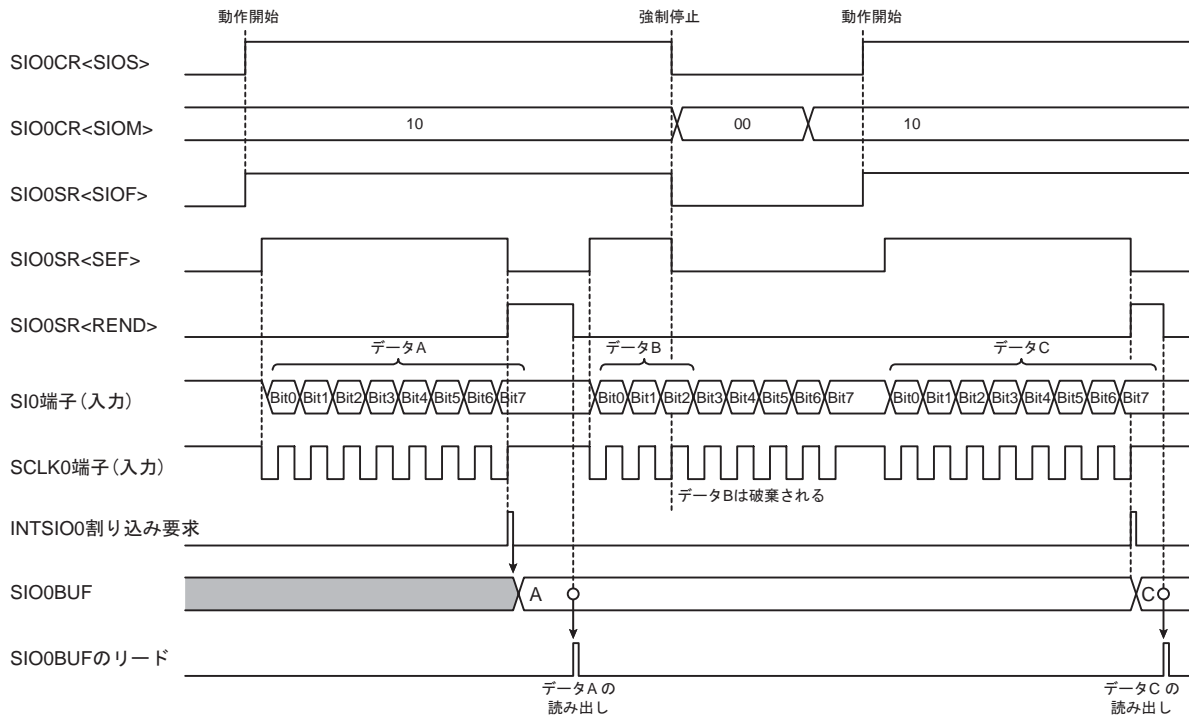 動作開始 強制停止 動作開始
SIO0CR<SIOS>
SIO0CR<SIOM> 10 00 10
SIO0SR<SIOF>
SIO0SR<SEF>
SIO0SR<REND>
データA データB データC
SI0端子(入力) Bit0 Bit1 Bit2 Bit3 Bit4 Bit5 Bit6 Bit7 Bit0 Bit1 Bit2 Bit3 Bit4 Bit5 Bit6 Bit7 Bit0 Bit1 Bit2 Bit3 Bit4 Bit5 Bit6 Bit7
SCLK0端子(入力)
データBは破棄される
INTSIO0割り込み要求
SIO0BUF A C
SIO0BUFのリード
データA の データC の
読み出し 読み出し